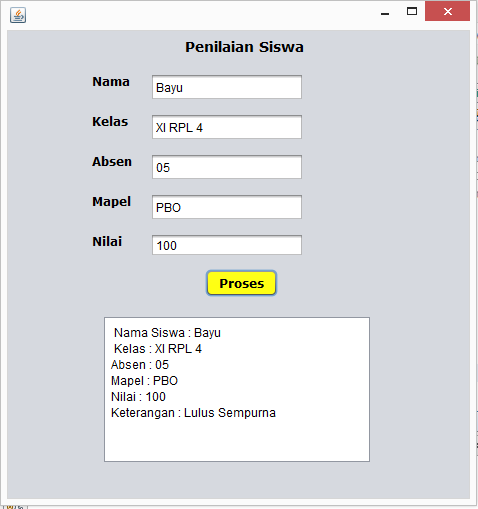 Penilaian Siswa
Nama Bayu
Kelas XI RPL 4
Absen 05
Mapel PBO
Nilai 100
Proses
Nama Siswa : Bayu
Kelas : XI RPL 4
Absen : 05
Mapel : PBO
Nilai : 100
Keterangan : Lulus Sempurna